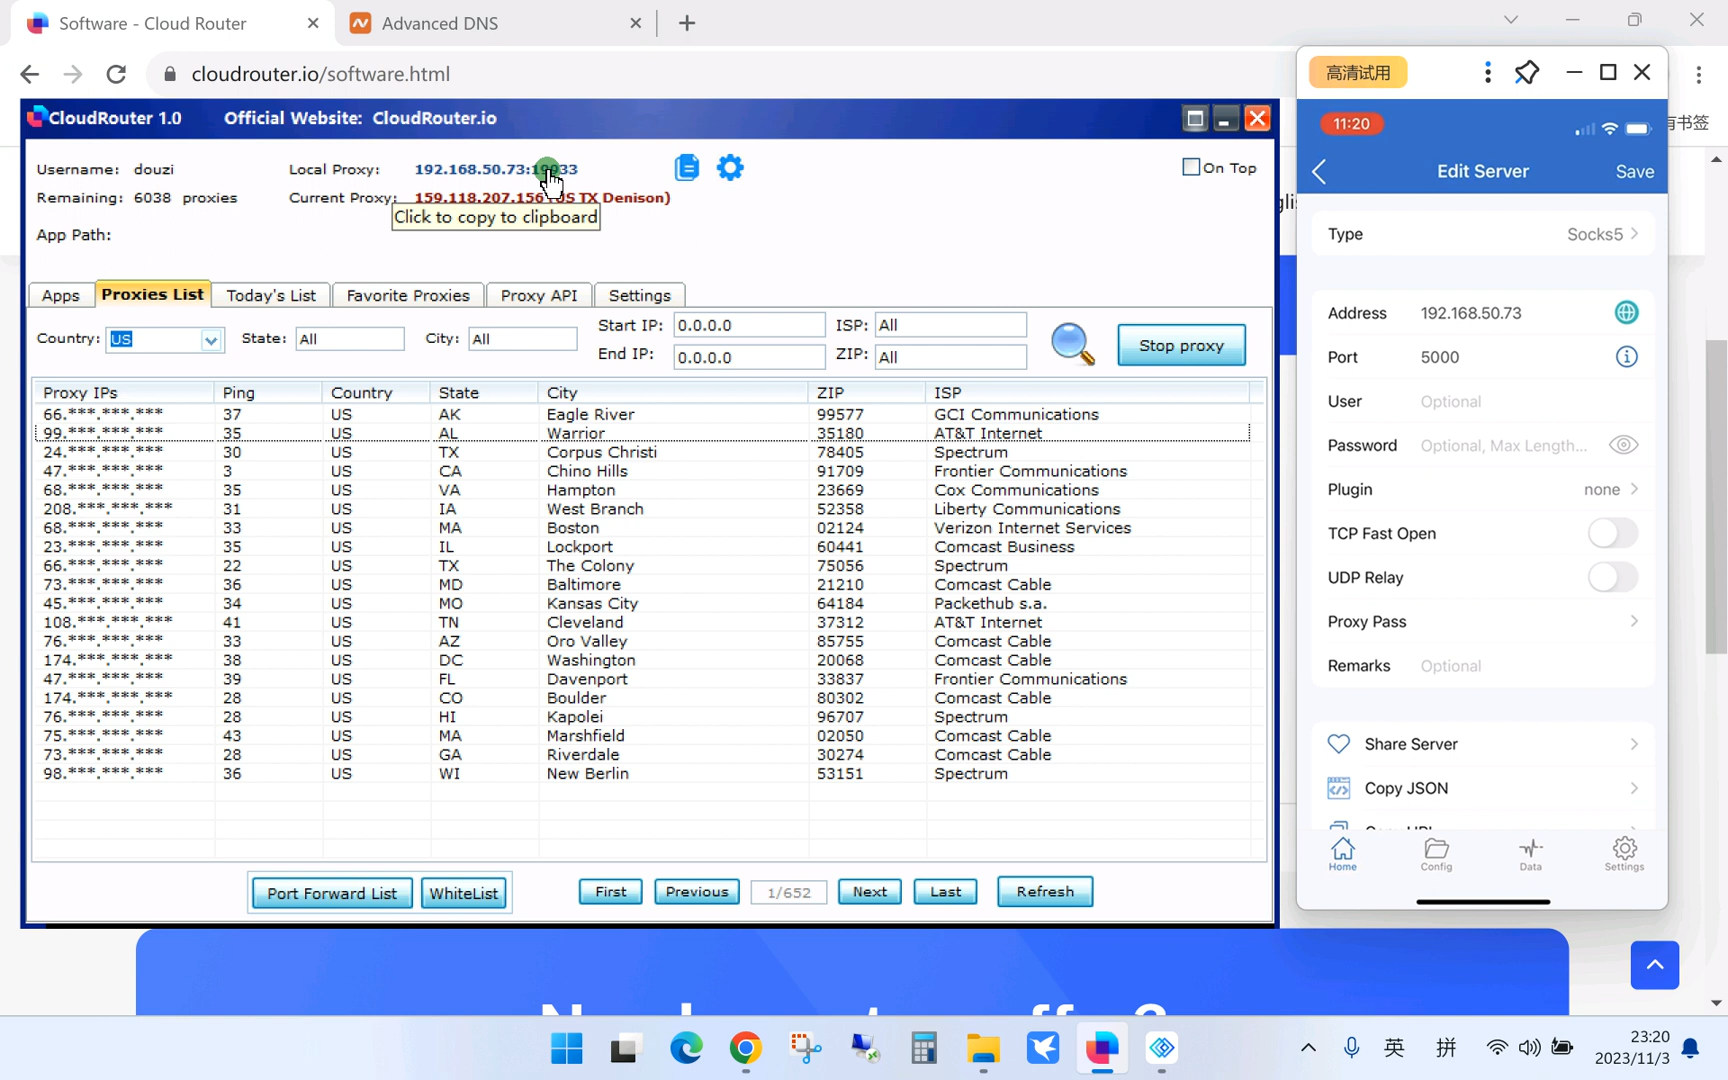 Software - Cloud Router
Advanced DNS
cloudrouter.io/software.html
CloudRouter 1.0 Official Website: CloudRouter.io
Username: douzi Local Proxy: 192.168.50.73:19933
On Top
Remaining: 6038 proxies Current Proxy: 159.118.207.156 US TX Denison)
Click to copy to clipboard
App Path:
Apps Proxies List Today's List Favorite Proxies Proxy API Settings
Country: US State: All City: All
Start IP: 0.0.0.0 ISP: All
End IP: 0.0.0.0 ZIP: All
Stop proxy
Proxy IPs Ping Country State City ZIP ISP
66.***.***.*** 37 US AK Eagle River 99577 GCI Communications
99.***.***.*** 35 US AL Warrior 35180 AT&T Internet
24.***.***.*** 30 US TX Corpus Christi 78405 Spectrum
47.***.***.*** 3 US CA Chino Hills 91709 Frontier Communications
68.***.***.*** 35 US VA Hampton 23669 Cox Communications
208.***.***.*** 31 US IA West Branch 52358 Liberty Communications
68.***.***.*** 33 US MA Boston 02124 Verizon Internet Services
23.***.***.*** 35 US IL Lockport 60441 Comcast Business
66.***.***.*** 22 US TX The Colony 75056 Spectrum
73.***.***.*** 36 US MD Baltimore 21210 Comcast Cable
45.***.***.*** 34 US MO Kansas City 64184 Packethub s.a.
108.***.***.*** 41 US TN Cleveland 37312 AT&T Internet
76.***.***.*** 33 US AZ Oro Valley 85755 Comcast Cable
174.***.***.*** 38 US DC Washington 20068 Comcast Cable
47.***.***.*** 39 US FL Davenport 33837 Frontier Communications
174.***.***.*** 28 US CO Boulder 80302 Comcast Cable
76.***.***.*** 28 US HI Kapolei 96707 Spectrum
75.***.***.*** 43 US MA Marshfield 02050 Comcast Cable
73.***.***.*** 28 US GA Riverdale 30274 Comcast Cable
98.***.***.*** 36 US WI New Berlin 53151 Spectrum
Port Forward List WhiteList First Previous 1/652 Next Last Refresh
高清试用
有书签
11:20
Edit Server Save
Type Socks5
Address 192.168.50.73
Port 5000
User Optional
Password Optional, Max Length...
Plugin none
TCP Fast Open
UDP Relay
Proxy Pass
Remarks Optional
Share Server
Copy JSON
Home Config Data Settings
英 拼
23:20
2023/11/3